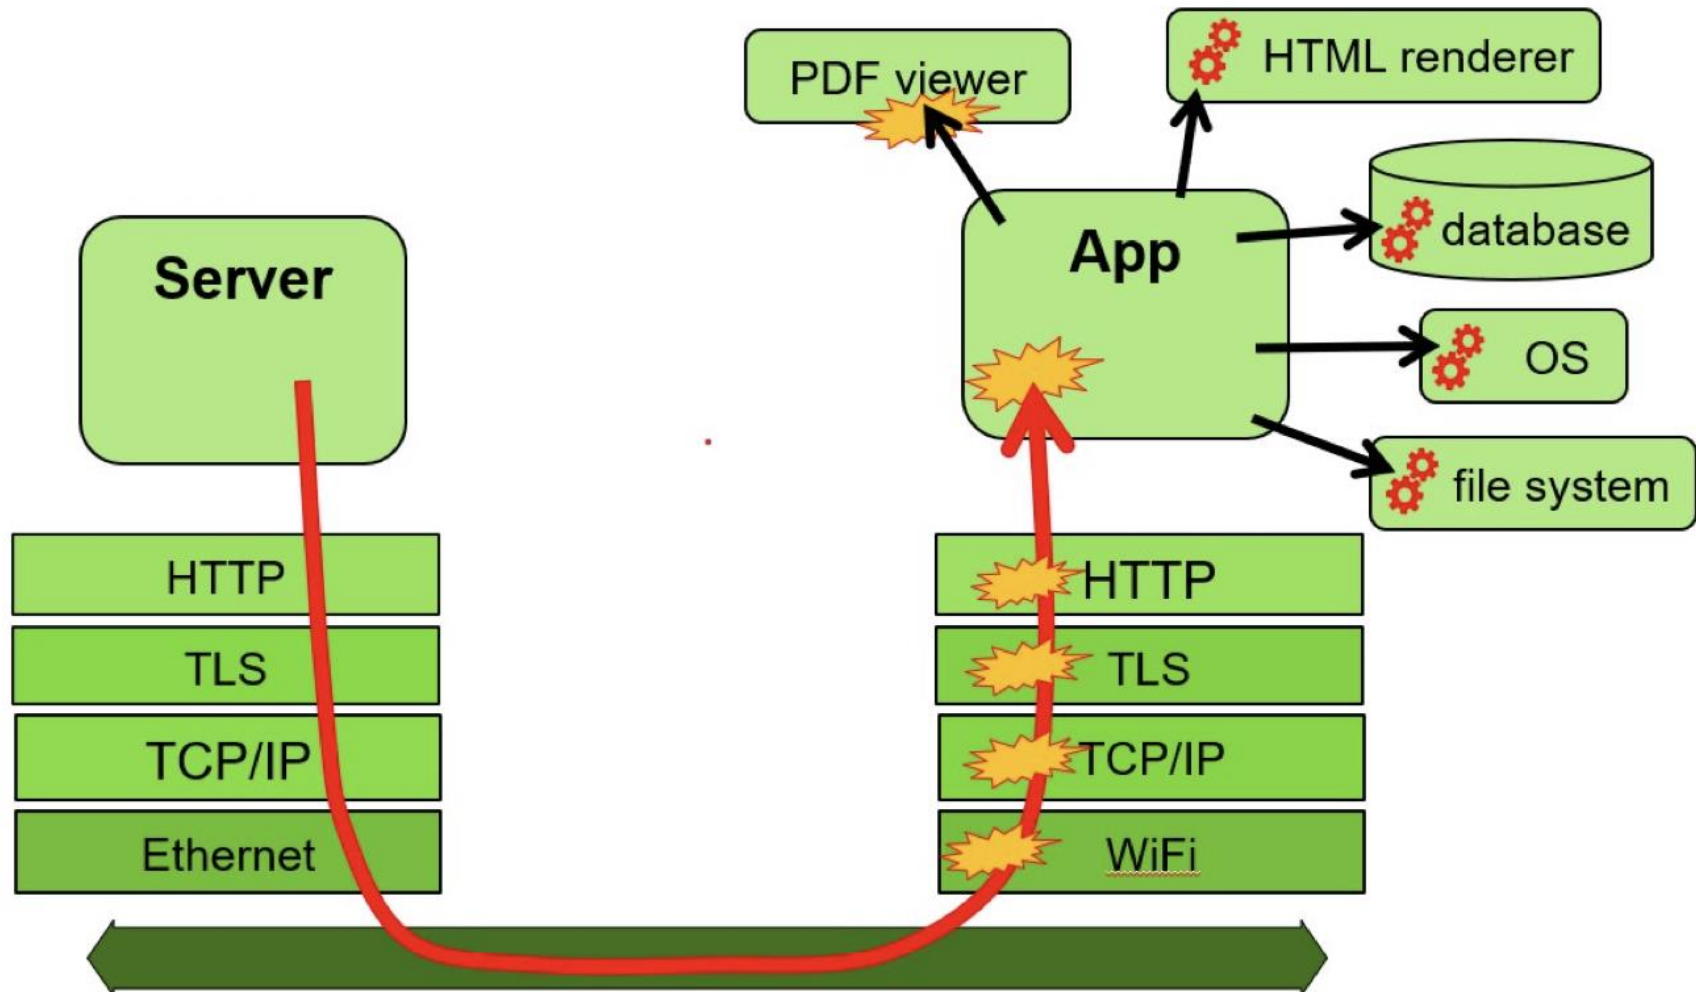 PDF viewer
HTML renderer
Server
App
database
OS
file system
HTTP
TLS
TCP/IP
Ethernet
HTTP
TLS
TCP/IP
WiFi